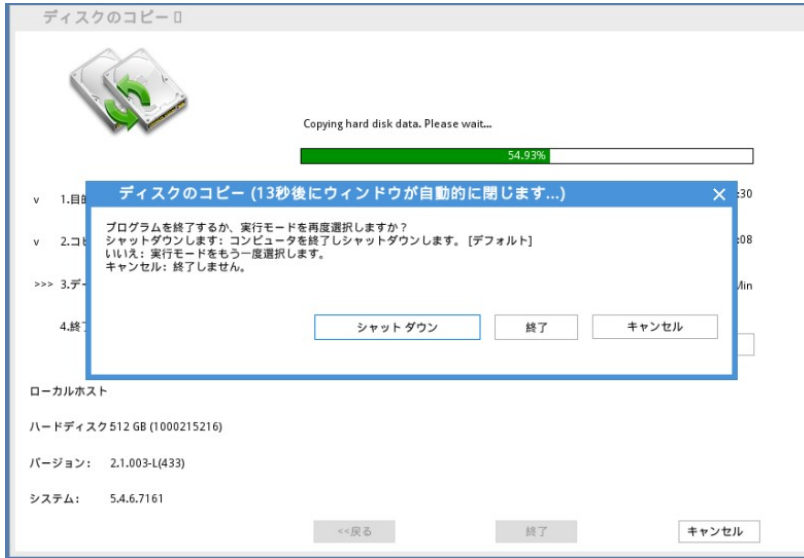 ディスクのコピー
Copying hard disk data. Please wait...
54.93%
ディスクのコピー (13秒後にウィンドウが自動的に閉じます...)
v 1.目
:30
プログラムを終了するか、実行モードを再度選択しますか?
シャットダウンします: コンピュータを終了しシャットダウンします。 [デフォルト]
いいえ: 実行モードをもう一度選択します。
キャンセル: 終了しません。
v 2.コ
:08
>>> 3.デー
Min
4.終
シャットダウン 終了 キャンセル
ローカルホスト
ハードディスク 512 GB (1000215216)
バージョン: 2.1.003-L(433)
システム: 5.4.6.7161
<<戻る 終了 キャンセル